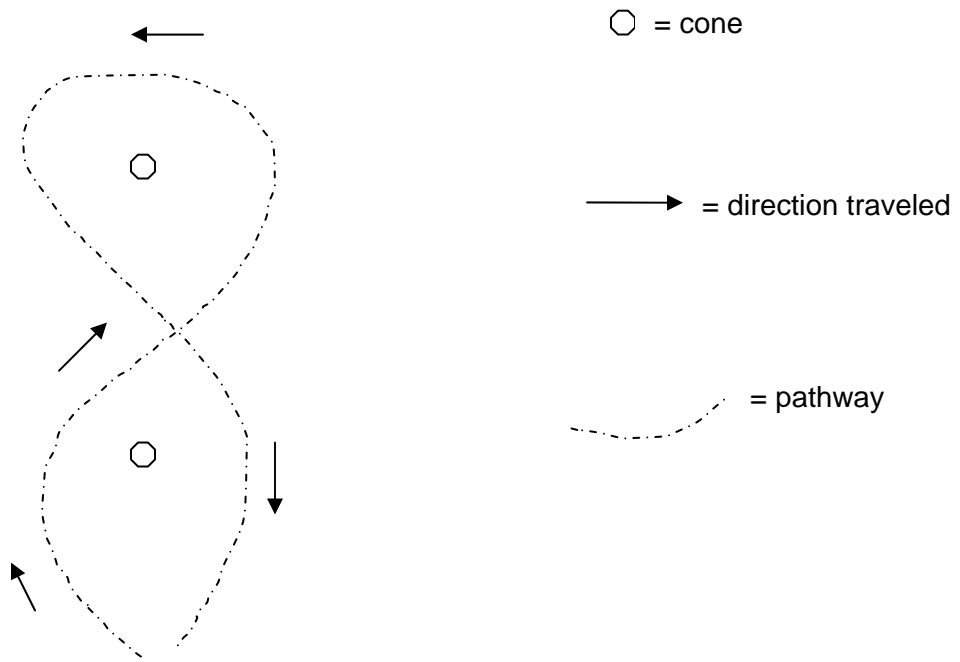 = cone
= direction traveled
= pathway